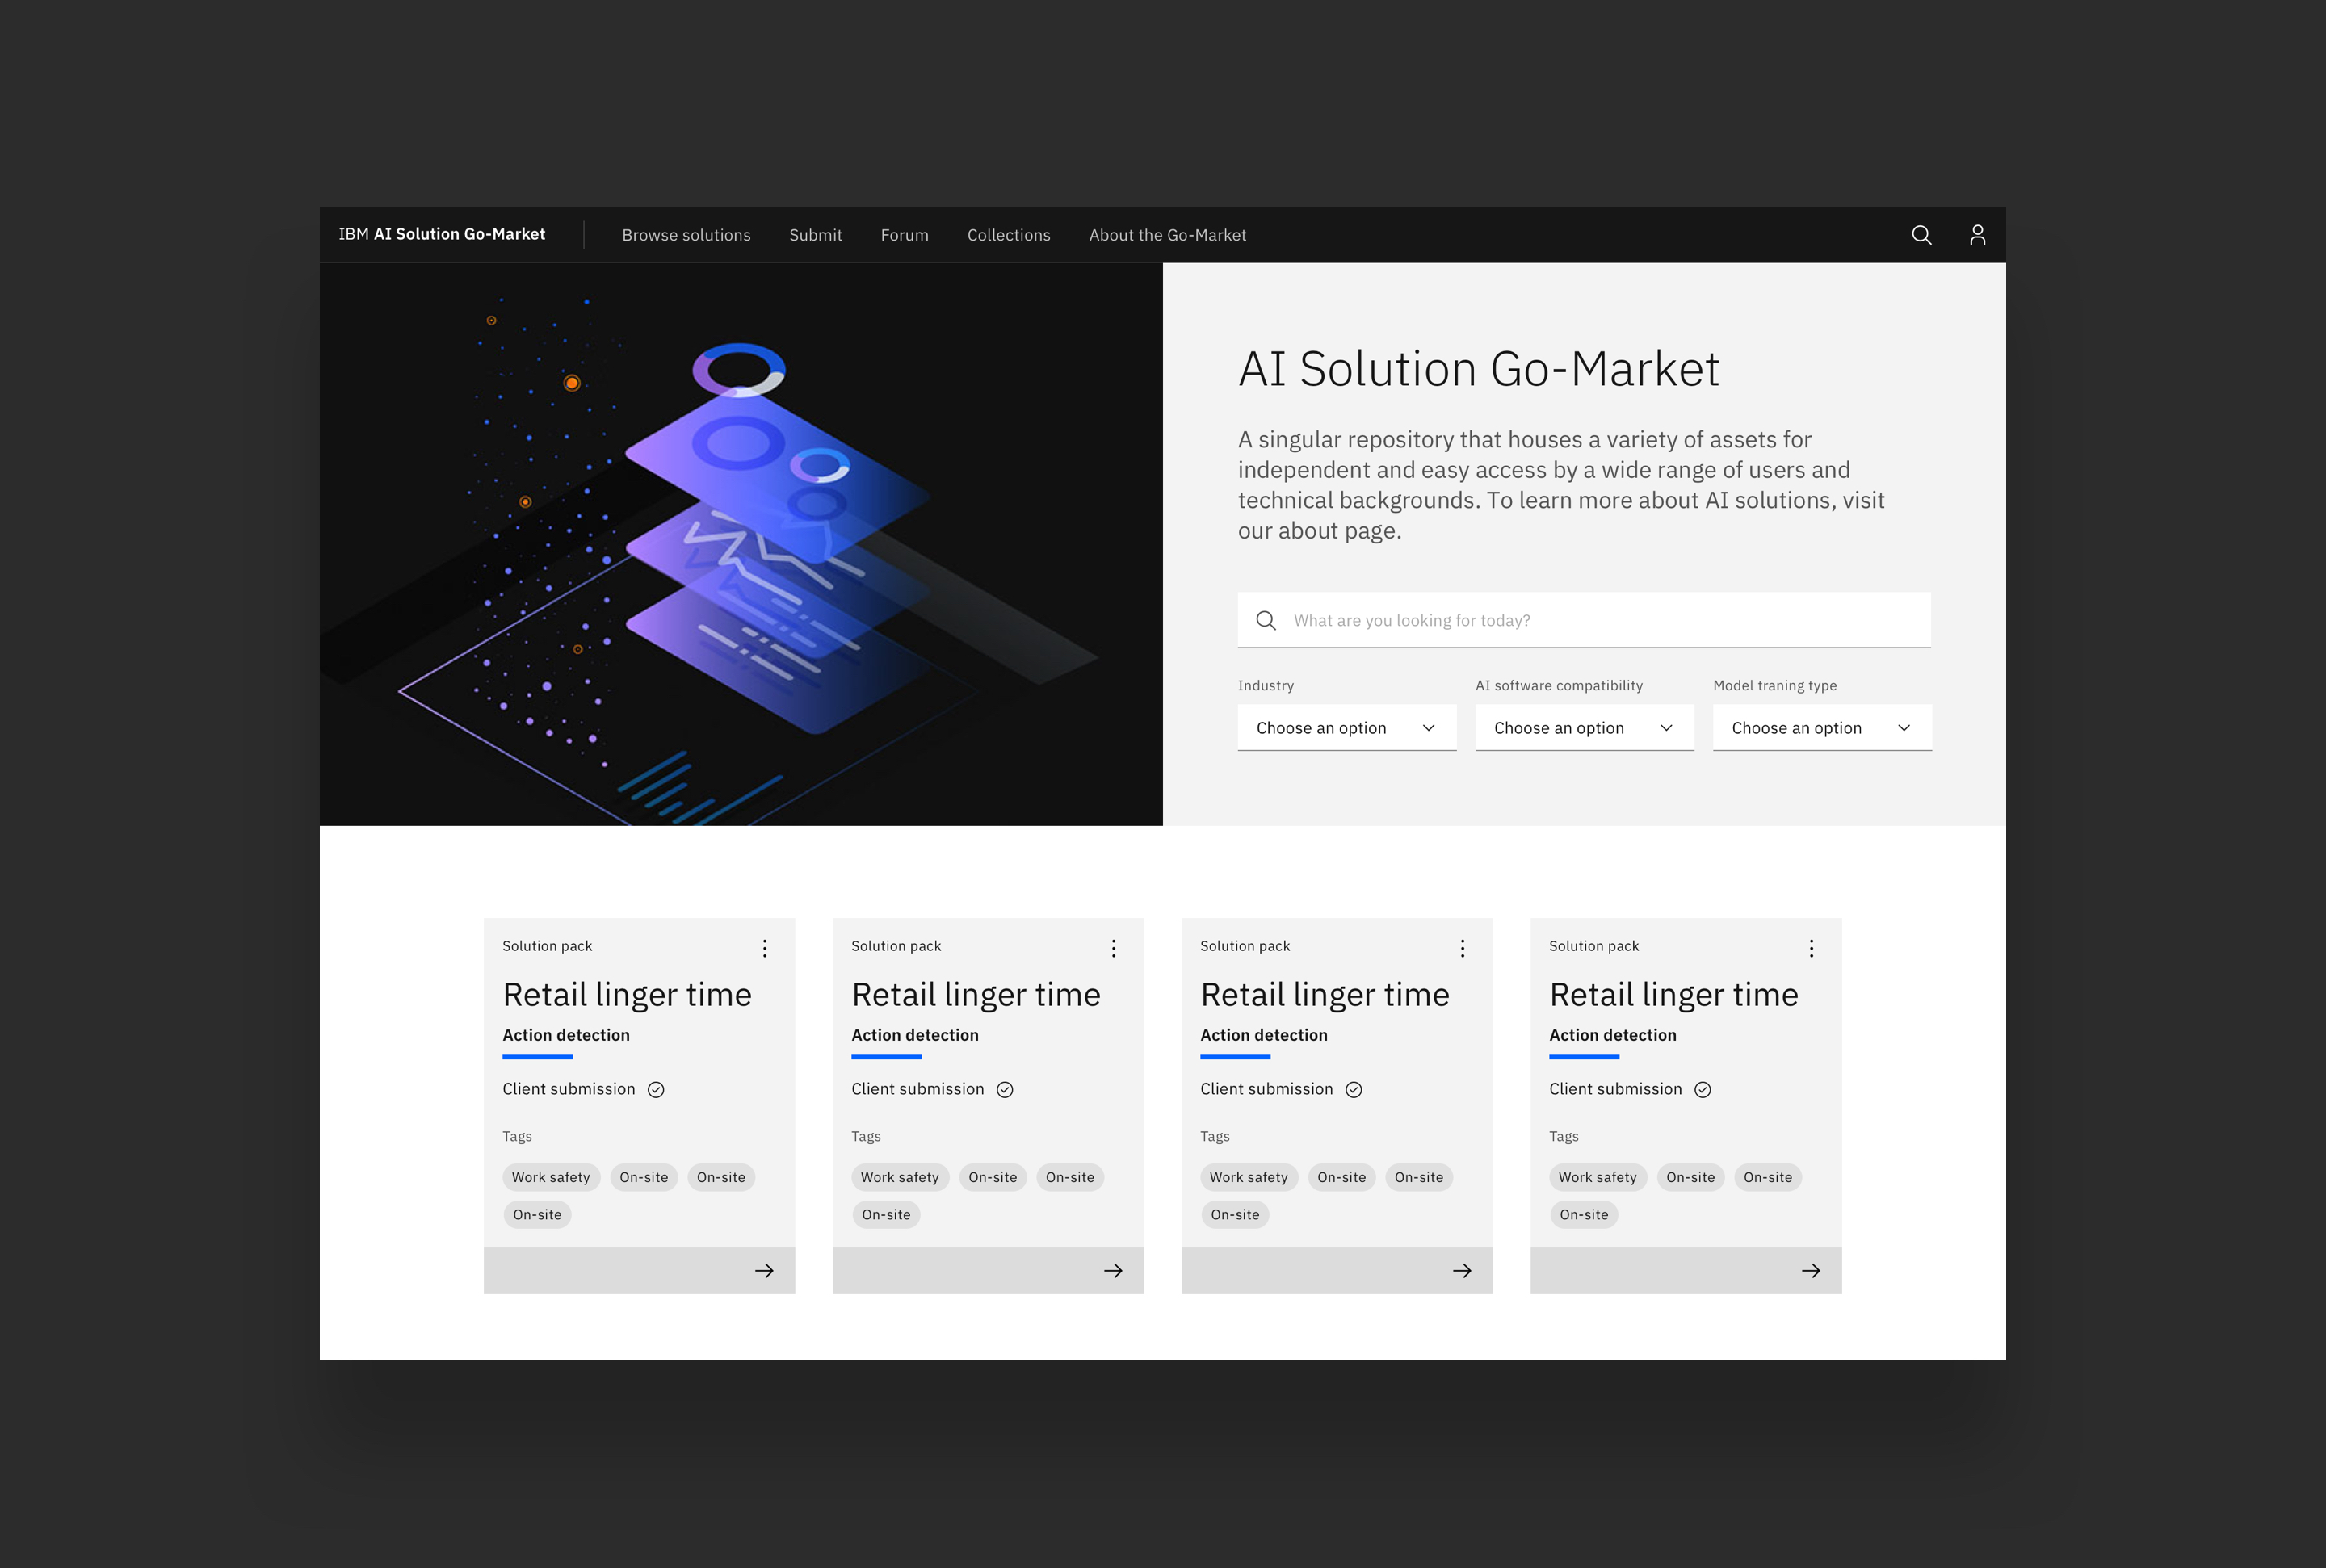 IBM AI Solution Go-Market
Browse solutions
Submit
Forum
Collections
About the Go-Market
AI Solution Go-Market
A singular repository that houses a variety of assets for
independent and easy access by a wide range of users and
technical backgrounds. To learn more about AI solutions, visit
our about page.
What are you looking for today?
Industry
Choose an option
AI software compatibility
Choose an option
Model traning type
Choose an option
Solution pack
Retail linger time
Action detection
Client submission
Tags
Work safety On-site On-site
On-site
Solution pack
Retail linger time
Action detection
Client submission
Tags
Work safety On-site On-site
On-site
Solution pack
Retail linger time
Action detection
Client submission
Tags
Work safety On-site On-site
On-site
Solution pack
Retail linger time
Action detection
Client submission
Tags
Work safety On-site On-site
On-site